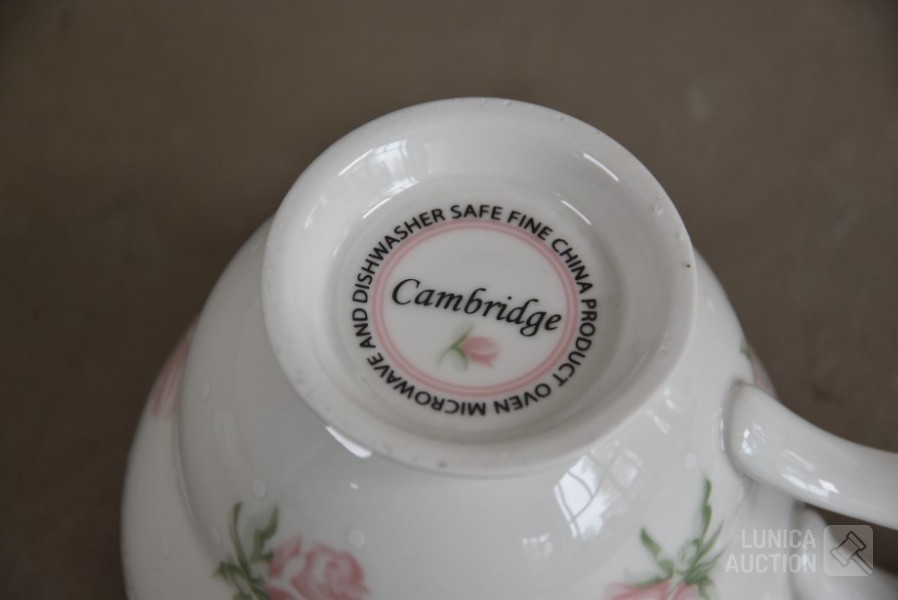 MICROWAVE AND DISHWASHER SAFE FINE CHINA PRODUCT OVEN
Cambridge
LUNICA
AUCTION